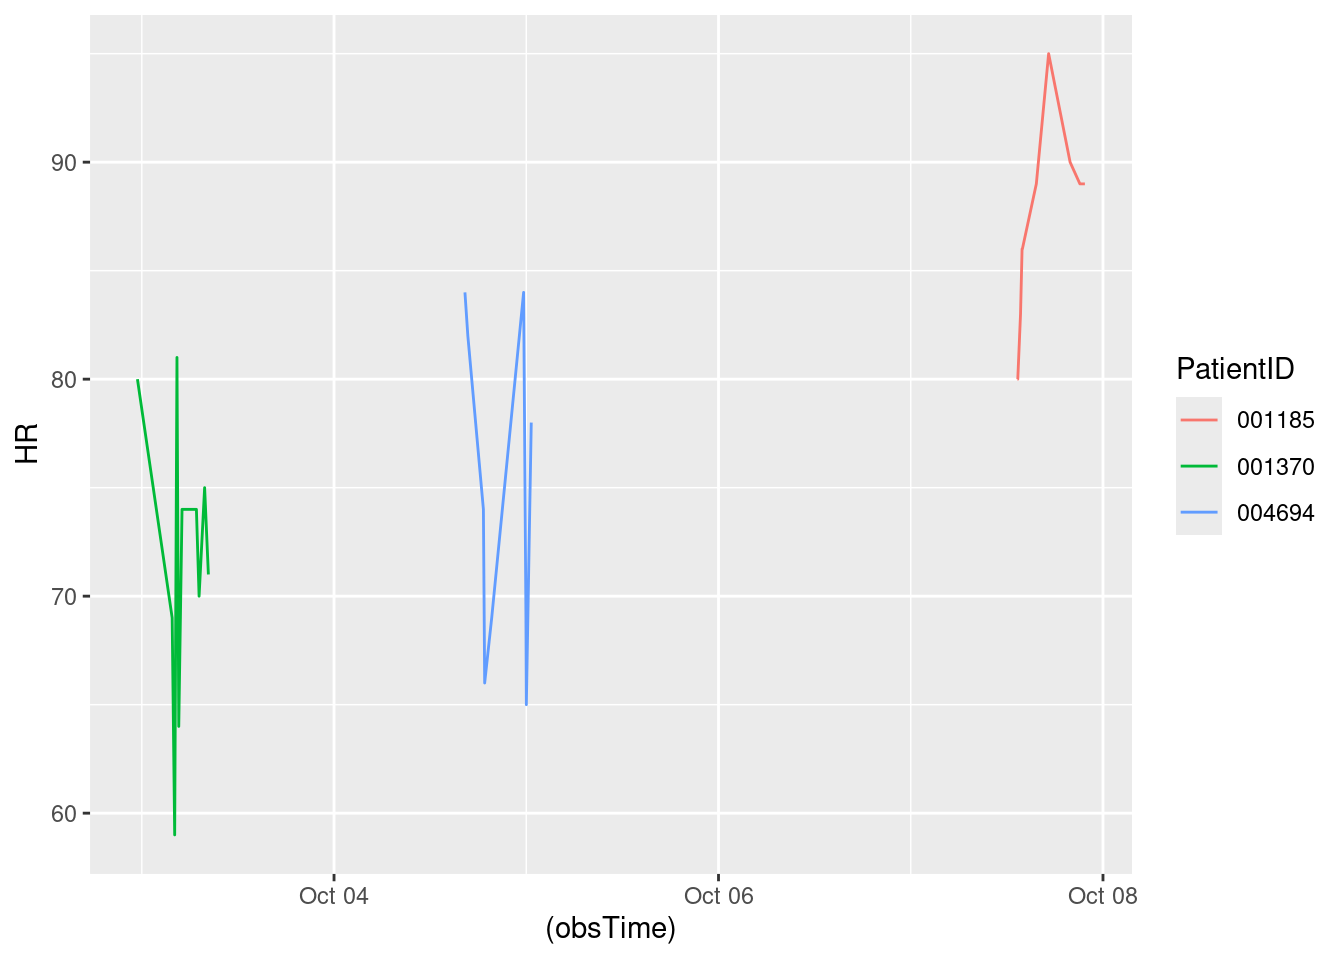 HR
90
80
70
60
Oct 04
Oct 06
Oct 08
(obsTime)
PatientID
001185
001370
004694